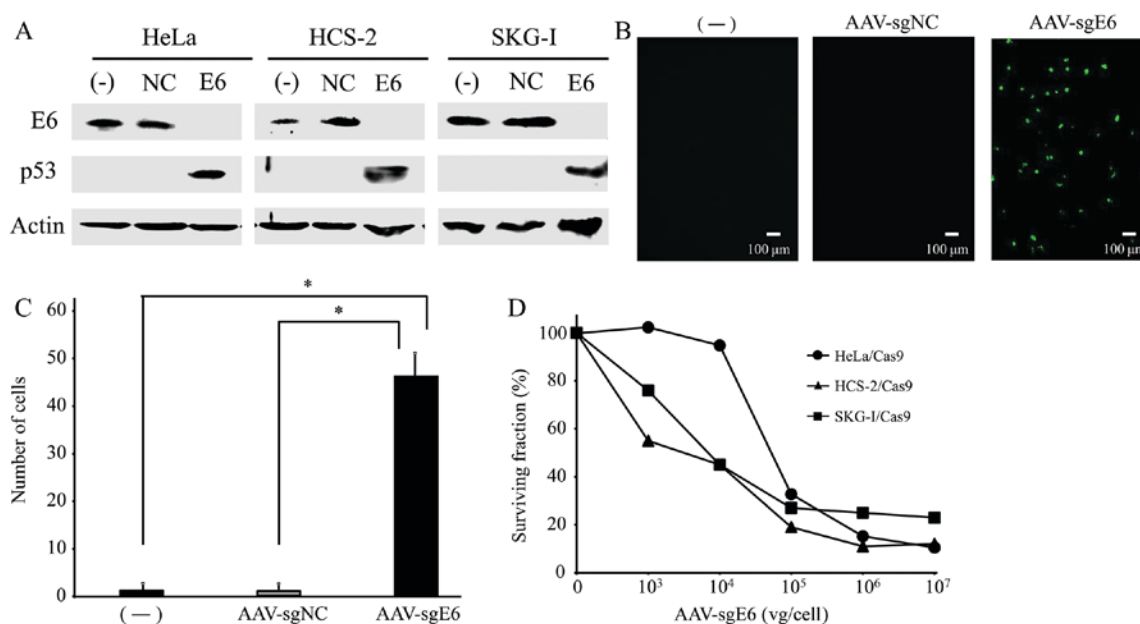 A
HeLa HCS-2 SKG-I
(-) NC E6 (-) NC E6 (-) NC E6
E6
p53
Actin
B
(—) AAV-sgNC AAV-sgE6
100 μm 100 μm 100 μm
C
Number of cells
60
50
40
30
20
10
0
* *
(—) AAV-sgNC AAV-sgE6
D
Surviving fraction (%)
100
80
60
40
20
0
HeLa/Cas9
HCS-2/Cas9
SKG-I/Cas9
0 10³ 10⁴ 10⁵ 10⁶ 10⁷
AAV-sgE6 (vg/cell)